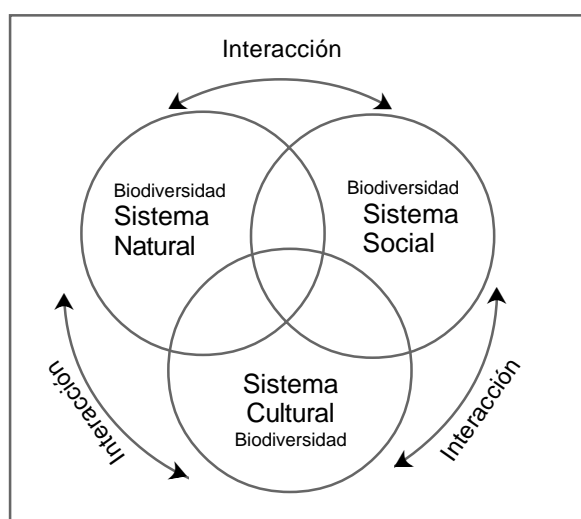 Interacción
Biodiversidad
Sistema
Natural
Biodiversidad
Sistema
Social
Interacción
Sistema
Cultural
Biodiversidad
Interacción